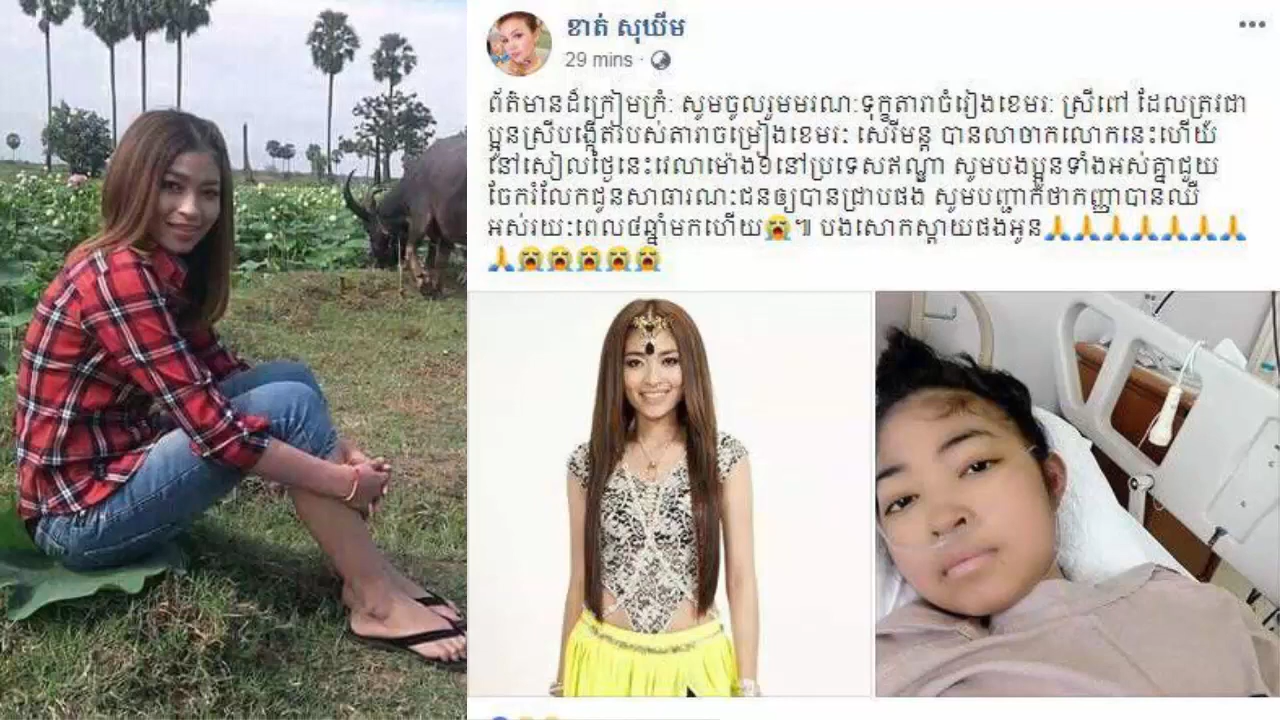 ខាត់ សុឃីម
29 mins ·
ព័ត៌មានដ៏ក្រៀមក្រំ សូមចូលរួមមរណៈទុក្ខតារាចំរៀងខេមរៈ ស្រីពៅ ដែលត្រូវជា
ប្អូនស្រីបង្កើតរបស់តារាចម្រៀងខេមរៈ សេរីមន្ត បានលាចាកលោកនេះហើយ
នៅរសៀលថ្ងៃនេះវេលាម៉ោង១នៅប្រទេសឥណ្ឌា សូមបងប្អូនទាំងអស់គ្នាជួយ
ចែករំលែកជូនសាធារណៈជនឲ្យបានជ្រាបផង សូមបញ្ជាក់ថាកញ្ញាបានឈឺ
អស់រយៈពេល៨ឆ្នាំមកហើយ😭៕ បងសោកស្ដាយផងអូន🙏🙏🙏🙏🙏🙏🙏
🙏😭😭😭😭😭